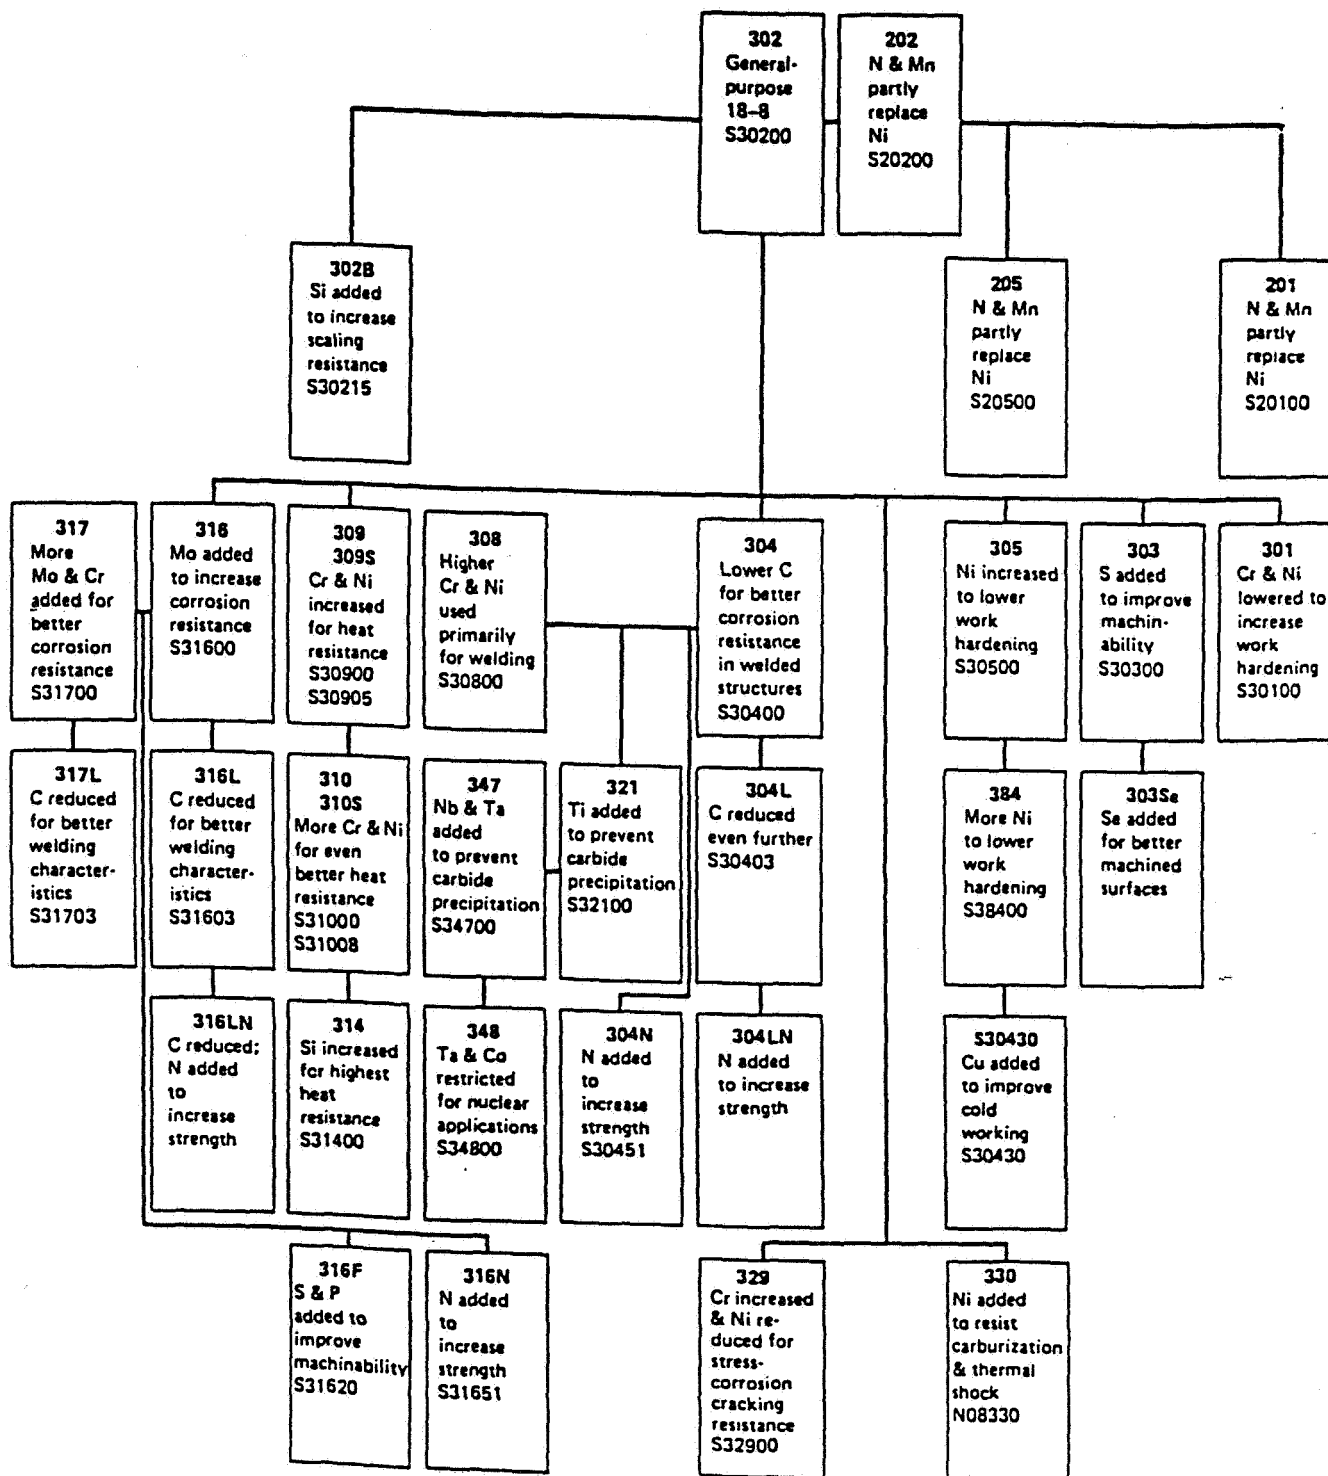 302
General-
purpose
18–8
S30200
202
N & Mn
partly
replace
Ni
S20200
302B
Si added
to increase
scaling
resistance
S30215
205
N & Mn
partly
replace
Ni
S20500
201
N & Mn
partly
replace
Ni
S20100
317
More
Mo & Cr
added for
better
corrosion
resistance
S31700
316
Mo added
to increase
corrosion
resistance
S31600
309
309S
Cr & Ni
increased
for heat
resistance
S30900
S30905
308
Higher
Cr & Ni
used
primarily
for welding
S30800
304
Lower C
for better
corrosion
resistance
in welded
structures
S30400
305
Ni increased
to lower
work
hardening
S30500
303
S added
to improve
machin-
ability
S30300
301
Cr & Ni
lowered to
increase
work
hardening
S30100
317L
C reduced
for better
welding
character-
istics
S31703
316L
C reduced
for better
welding
character-
istics
S31603
310
310S
More Cr & Ni
for even
better heat
resistance
S31000
S31008
347
Nb & Ta
added
to prevent
carbide
precipitation
S34700
321
Ti added
to prevent
carbide
precipitation
S32100
304L
C reduced
even further
S30403
384
More Ni
to lower
work
hardening
S38400
303Se
Se added
for better
machined
surfaces
316LN
C reduced;
N added
to
increase
strength
314
Si increased
for highest
heat
resistance
S31400
348
Ta & Co
restricted
for nuclear
applications
S34800
304N
N added
to
increase
strength
S30451
304LN
N added
to increase
strength
S30430
Cu added
to improve
cold
working
S30430
316F
S & P
added to
improve
machinability
S31620
316N
N added
to
increase
strength
S31651
329
Cr increased
& Ni re-
duced for
stress-
corrosion
cracking
resistance
S32900
330
Ni added
to resist
carburization
& thermal
shock
N08330